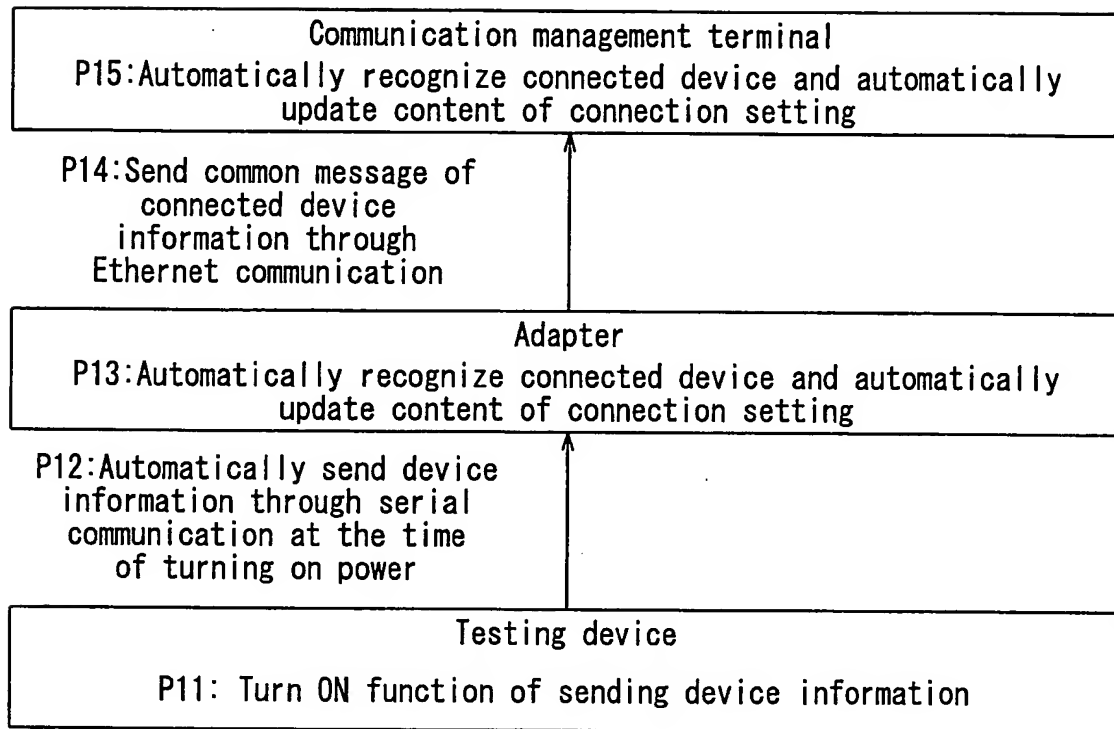 Communication management terminal
P15:Automatically recognize connected device and automatically
update content of connection setting
P14:Send common message of
connected device
information through
Ethernet communication
Adapter
P13:Automatically recognize connected device and automatically
update content of connection setting
P12:Automatically send device
information through serial
communication at the time
of turning on power
Testing device
P11: Turn ON function of sending device information